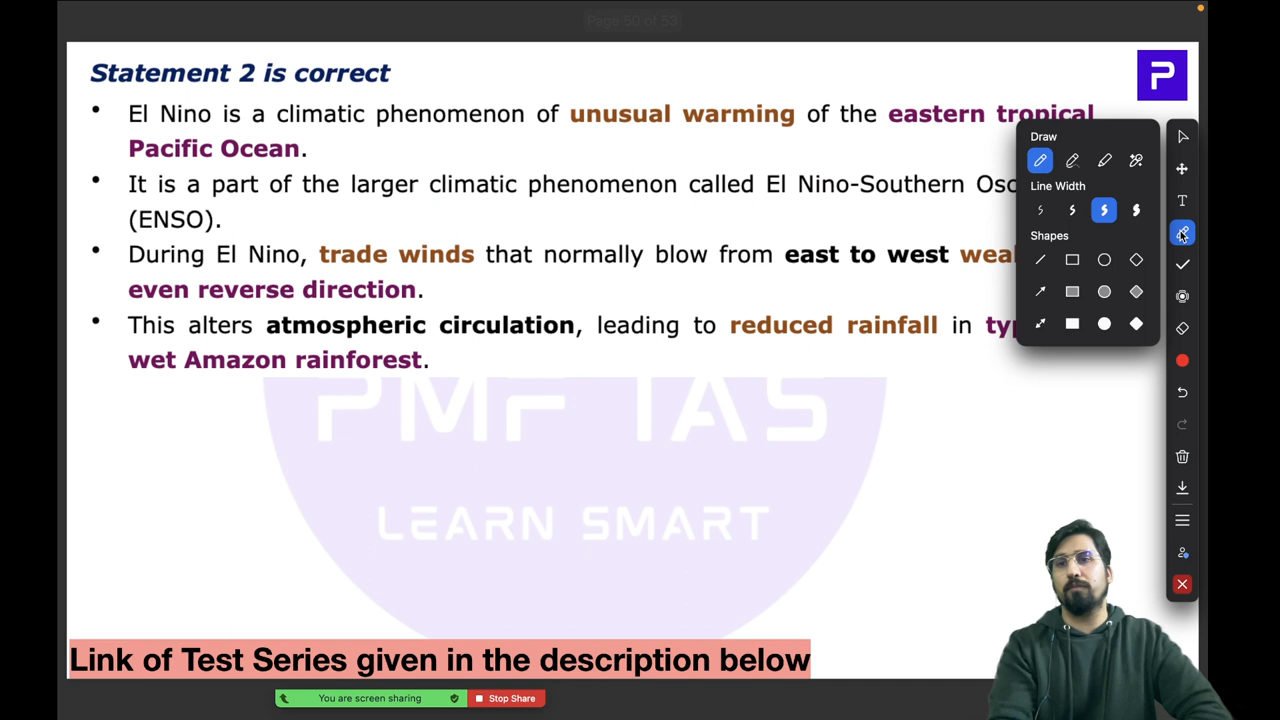 Page 50 of 53
Statement 2 is correct
P
• El Nino is a climatic phenomenon of unusual warming of the eastern tropical
Pacific Ocean.
Draw
• It is a part of the larger climatic phenomenon called El Nino-Southern
Line Width
(ENSO).
Shapes
• During El Nino, trade winds that normally blow from east to west
even reverse direction.
• This alters atmospheric circulation, leading to reduced rainfall in
wet Amazon rainforest.
T
PMF IAS
LEARN SMART
Link of Test Series given in the description below
You are screen sharing
Stop Share